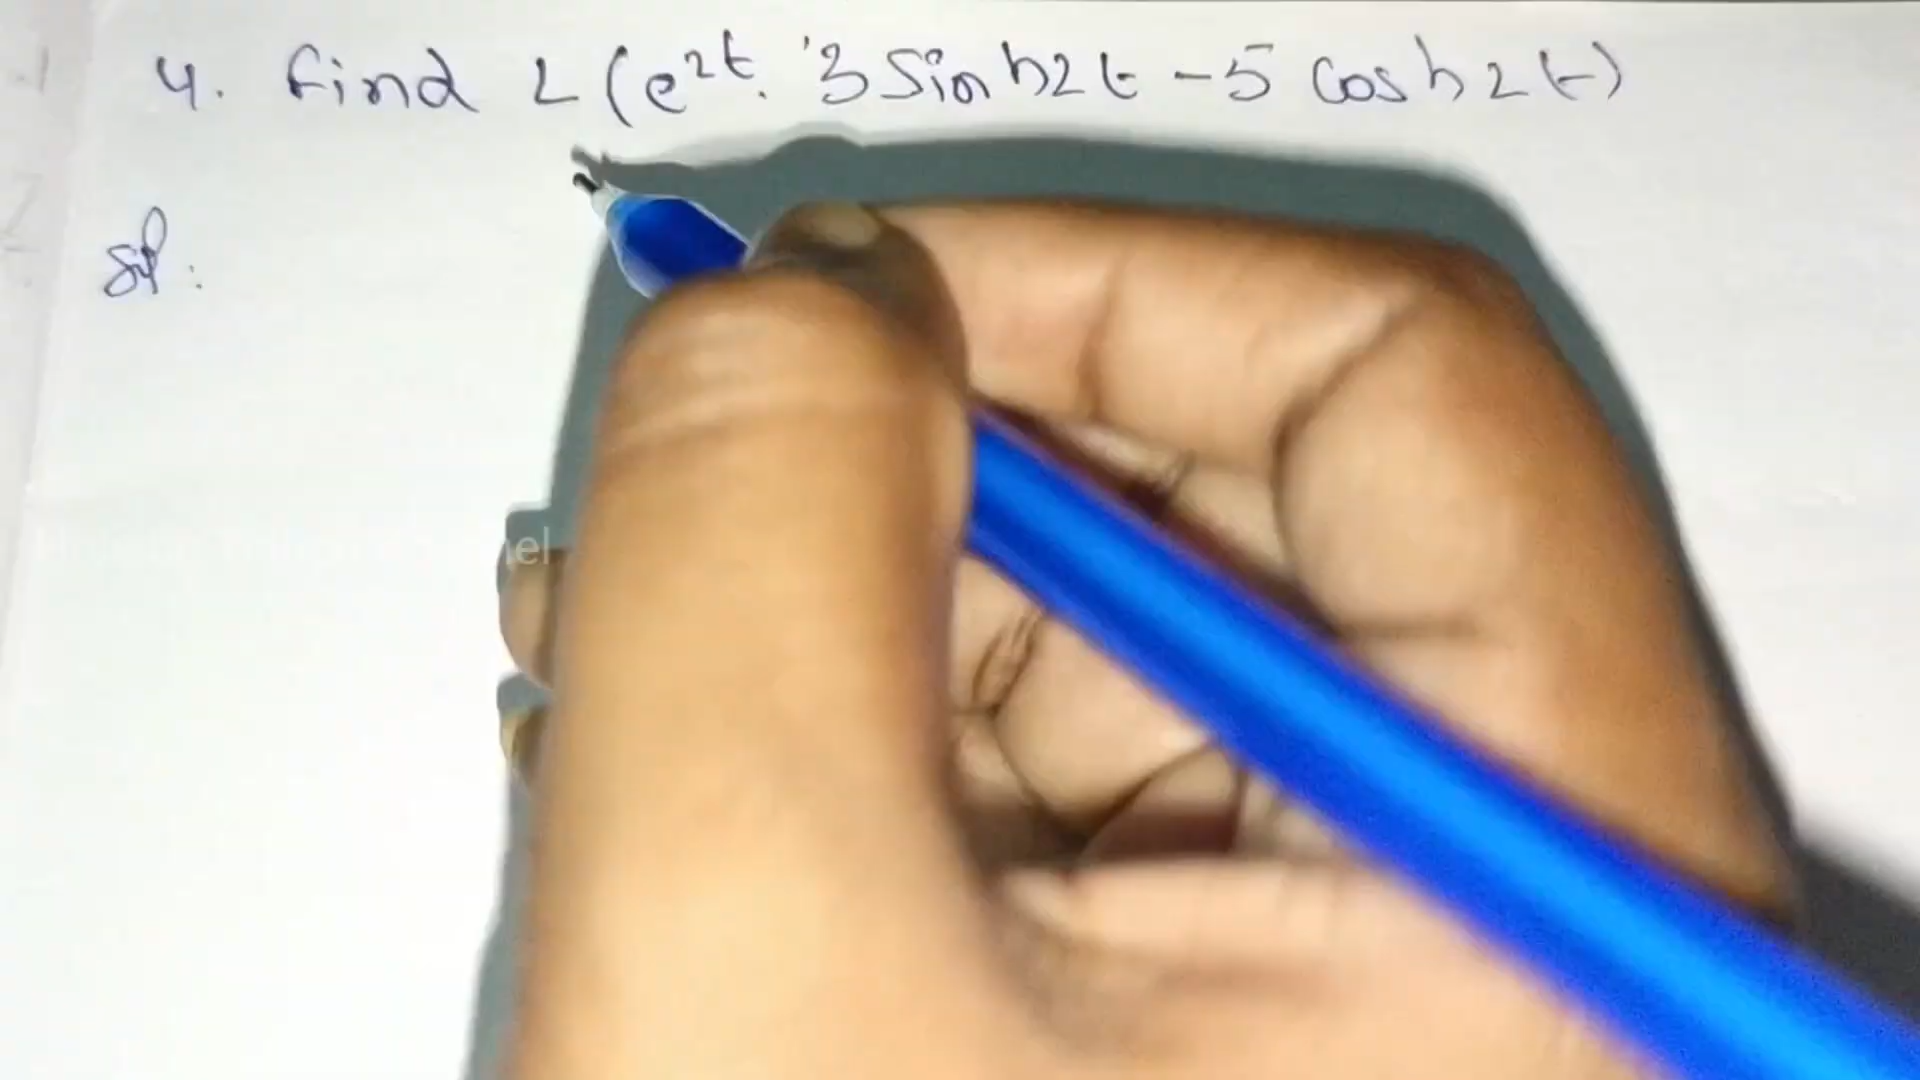 4. Find L (e^2t. 3 Sinh2t - 5 Cosh2t)
Sol.